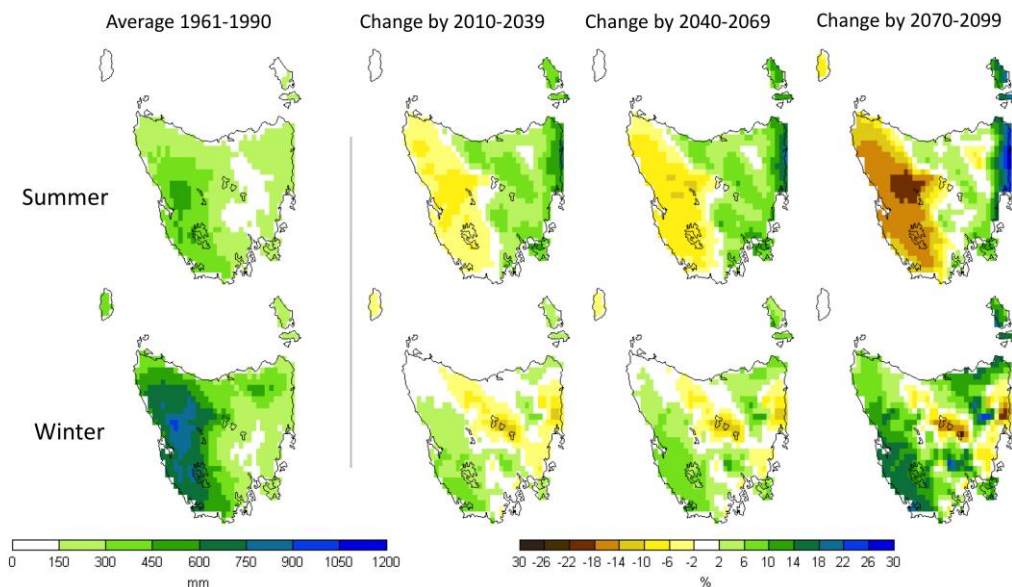 Average 1961-1990 Change by 2010-2039 Change by 2040-2069 Change by 2070-2099
Summer
Winter
0 150 300 450 600 750 900 1050 1200
mm
30 -26 -22 -18 -14 -10 -6 -2 2 6 10 14 18 22 26 30
%